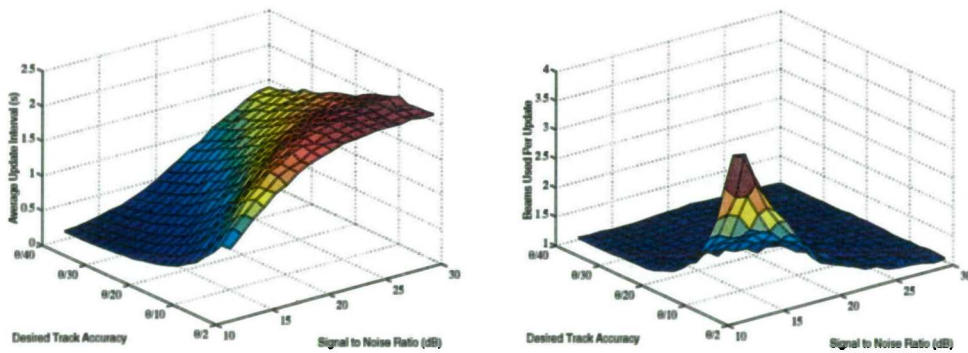 2.5
2
1.5
1
0.5
0
Average Update Interval (s)
θ/40
θ/30
θ/20
θ/10
θ/2
10
15
20
25
30
Desired Track Accuracy
Signal to Noise Ratio (dB)
4
3.5
3
2.5
2
1.5
1
Beams Used Per Update
θ/40
θ/30
θ/20
θ/10
θ/2
10
15
20
25
30
Desired Track Accuracy
Signal to Noise Ratio (dB)